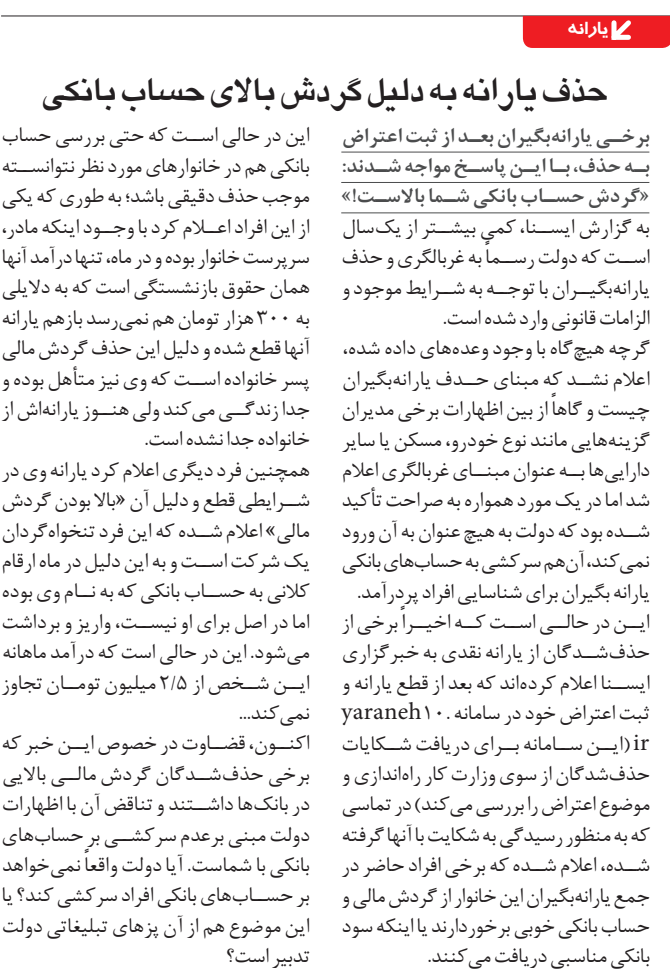 یارانه
حذف یارانه به دلیل گردش بالای حساب بانکی
برخی یارانه‌بگیران بعد از ثبت اعتراض
به حذف، با این پاسخ مواجه شدند:
«گردش حساب بانکی شما بالاست!»
به گزارش ایسنا، کمی بیشتر از یک‌سال
است که دولت رسماً به غربالگری و حذف
یارانه‌بگیران با توجه به شرایط موجود و
الزامات قانونی وارد شده است.
گرچه هیچ‌گاه با وجود وعده‌های داده شده،
اعلام نشد که مبنای حدف یارانه‌بگیران
چیست و گاهاً از بین اظهارات برخی مدیران
گزینه‌هایی مانند نوع خودرو، مسکن یا سایر
دارایی‌ها به عنوان مبنای غربالگری اعلام
شد اما در یک مورد همواره به صراحت تأکید
شده بود که دولت به هیچ عنوان به آن ورود
نمی‌کند، آن‌هم سرکشی به حساب‌های بانکی
یارانه بگیران برای شناسایی افراد پردرآمد.
این در حالی است که اخیراً برخی از
حذف‌شدگان از یارانه نقدی به خبرگزاری
ایسنا اعلام کرده‌اند که بعد از قطع یارانه و
ثبت اعتراض خود در سامانه yaraneh۱۰.
ir (این سامانه برای دریافت شکایات
حذف‌شدگان از سوی وزارت کار راه‌اندازی و
موضوع اعتراض را بررسی می‌کند) در تماسی
که به منظور رسیدگی به شکایت با آنها گرفته
شده، اعلام شده که برخی افراد حاضر در
جمع یارانه‌بگیران این خانوار از گردش مالی و
حساب بانکی خوبی برخوردارند یا اینکه سود
بانکی مناسبی دریافت می‌کنند.
این در حالی است که حتی بررسی حساب
بانکی هم در خانوارهای مورد نظر نتوانسته
موجب حذف دقیقی باشد؛ به طوری که یکی
از این افراد اعلام کرد با وجود اینکه مادر،
سرپرست خانوار بوده و در ماه، تنها درآمد آنها
همان حقوق بازنشستگی است که به دلایلی
به ۳۰۰ هزار تومان هم نمی‌رسد بازهم یارانه
آنها قطع شده و دلیل این حذف گردش مالی
پسر خانواده است که وی نیز متأهل بوده و
جدا زندگی می‌کند ولی هنوز یارانه‌اش از
خانواده جدا نشده است.
همچنین فرد دیگری اعلام کرد یارانه وی در
شرایطی قطع و دلیل آن «بالا بودن گردش
مالی» اعلام شده که این فرد تنخواه‌گردان
یک شرکت است و به این دلیل در ماه ارقام
کلانی به حساب بانکی که به نام وی بوده
اما در اصل برای او نیست، واریز و برداشت
می‌شود. این در حالی است که درآمد ماهانه
این شخص از ۲/۵ میلیون تومان تجاوز
نمی‌کند...
اکنون، قضاوت در خصوص این خبر که
برخی حذف‌شدگان گردش مالی بالایی
در بانک‌ها داشتند و تناقض آن با اظهارات
دولت مبنی برعدم سرکشی بر حساب‌های
بانکی با شماست. آیا دولت واقعاً نمی‌خواهد
بر حساب‌های بانکی افراد سرکشی کند؟ یا
این موضوع هم از آن پزهای تبلیغاتی دولت
تدبیر است؟